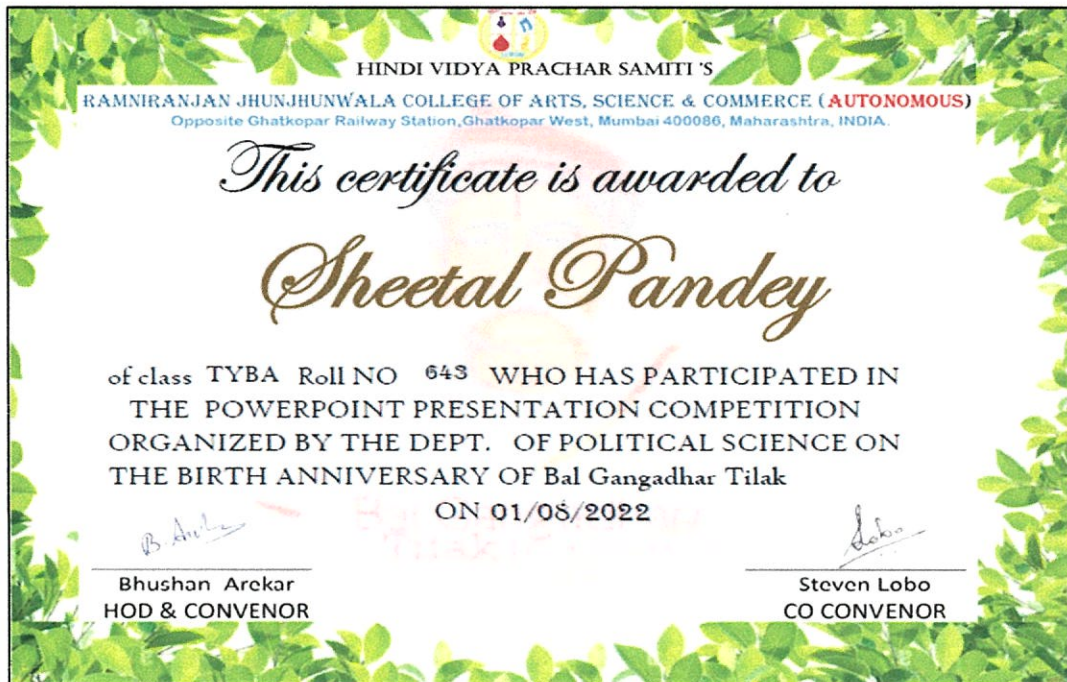 HINDI VIDYA PRACHAR SAMITI 'S
RAMNIRANJAN JHUNJHUNWALA COLLEGE OF ARTS, SCIENCE & COMMERCE (AUTONOMOUS)
Opposite Ghatkopar Railway Station,Ghatkopar West, Mumbai 400086, Maharashtra, INDIA.
This certificate is awarded to
Sheetal Pandey
of class TYBA Roll NO 643 WHO HAS PARTICIPATED IN
THE POWERPOINT PRESENTATION COMPETITION
ORGANIZED BY THE DEPT. OF POLITICAL SCIENCE ON
THE BIRTH ANNIVERSARY OF Bal Gangadhar Tilak
ON 01/08/2022
Bhushan Arekar
HOD & CONVENOR
Steven Lobo
CO CONVENOR